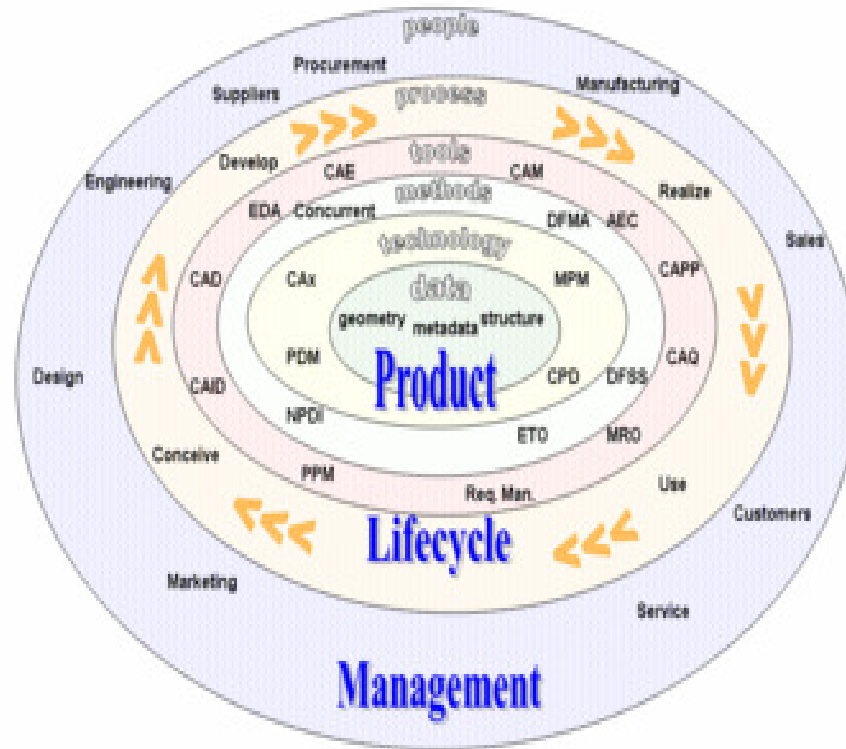 people
Procurement
Suppliers
Manufacturing
process
Develop
tools
CAE
CAM
Engineering
Realize
methods
EDA
Concurrent
DFMA
AEC
Sales
technology
CAD
CAx
MPM
CAPP
data
geometry
metadata
structure
PDM
CPD
DFSS
CAQ
Product
Design
CAID
NPDI
ETO
MRO
Conceive
PPM
Req. Man.
Use
Customers
Lifecycle
Marketing
Service
Management